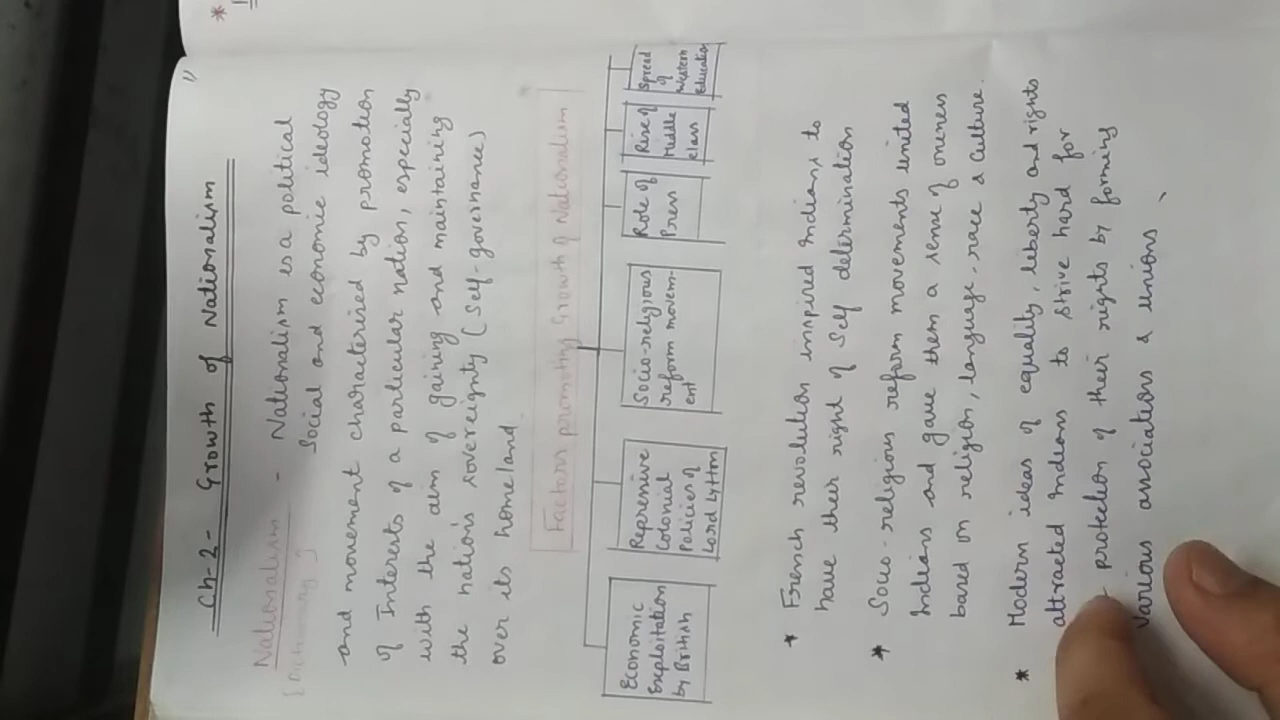 1)
Ch-2- Growth of Nationalism
Nationalism - Nationalism is a political
[Meaning] Social and economic ideology
and movement characterised by promotion
of Interests of a particular nation, especially
with the aim of gaining and maintaining
the nation's sovereignty (Self-governance)
over its homeland.
Factors promoting Growth of Nationalism
Economic
Exploitation
by British
Repressive
Colonial
Policies of
Lord Lytton
Socio-religious
reform movem-
ent
Role of
Press
Rise of
Middle
class
Spread
of
Western
Education
* French revolution inspired Indians to
have their right of Self determination
* Socio-religious reform movements united
Indians and gave them a sense of oneness
based on religion, language, race & Culture.
* Modern ideas of equality, liberty and rights
attracted Indians to strive hard for
protection of their rights by forming
Various associations & unions
*